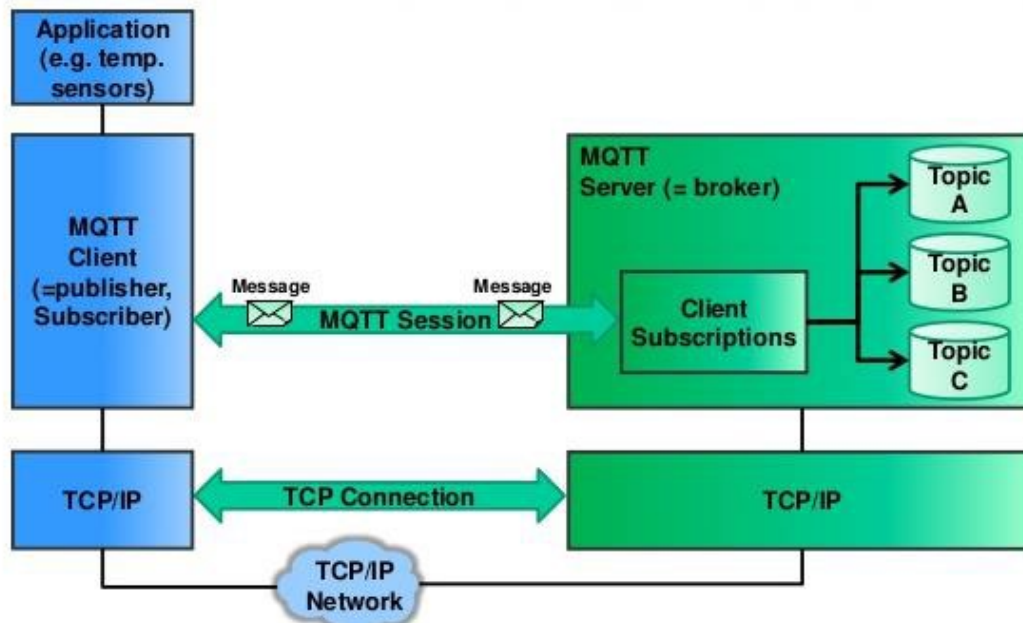 Application
(e.g. temp.
sensors)
MQTT
Client
(=publisher,
Subscriber)
Message
Message
MQTT Session
MQTT
Server (= broker)
Client
Subscriptions
Topic
A
Topic
B
Topic
C
TCP/IP
TCP Connection
TCP/IP
TCP/IP
Network